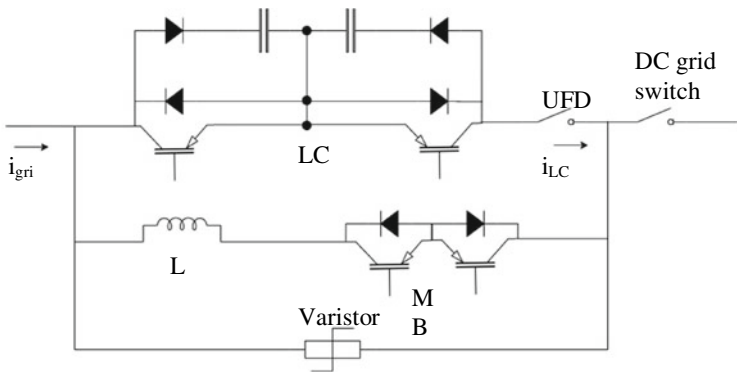 DC grid
switch
UFD
LC
i_gri
i_LC
L
M
B
Varistor